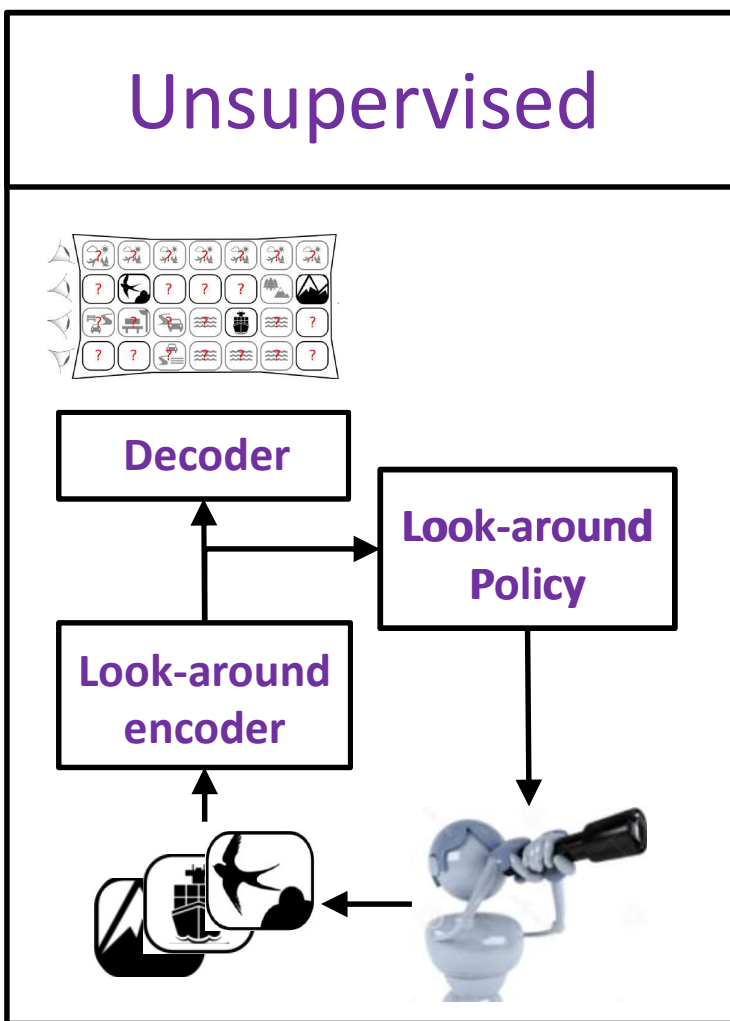 Unsupervised
? ? ? ? ? ? ?
? ? ? ?
? ? ? ? ? ?
? ? ? ? ? ? ?
Decoder
Look-around
Policy
Look-around
encoder